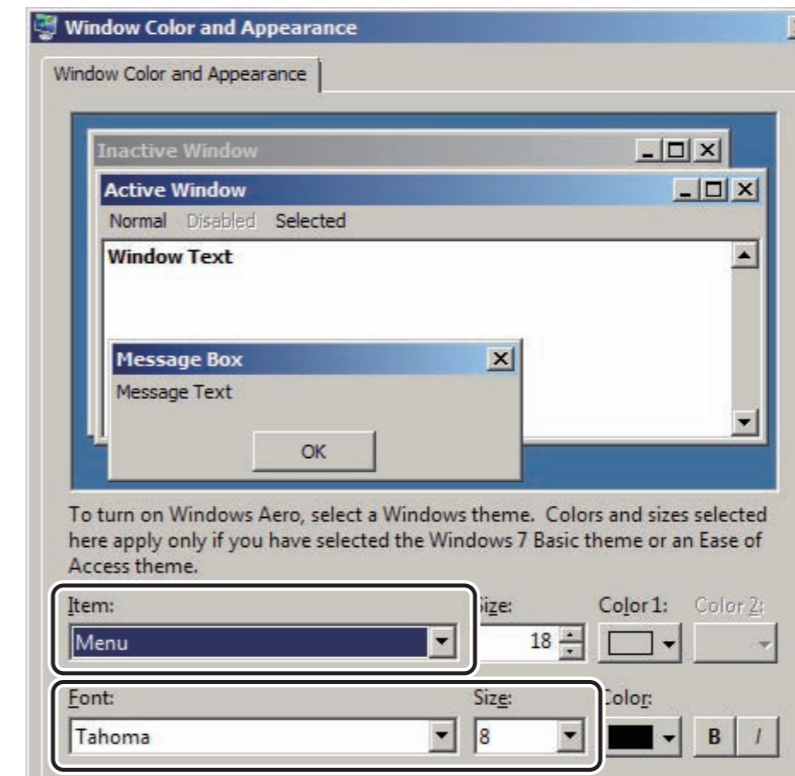 Window Color and Appearance
Window Color and Appearance
Inactive Window
Active Window
Normal Disabled Selected
Window Text
Message Box
Message Text
OK
To turn on Windows Aero, select a Windows theme. Colors and sizes selected
here apply only if you have selected the Windows 7 Basic theme or an Ease of
Access theme.
Item: Size: Color 1: Color 2:
Menu 18
Font: Size: Color:
Tahoma 8 B I